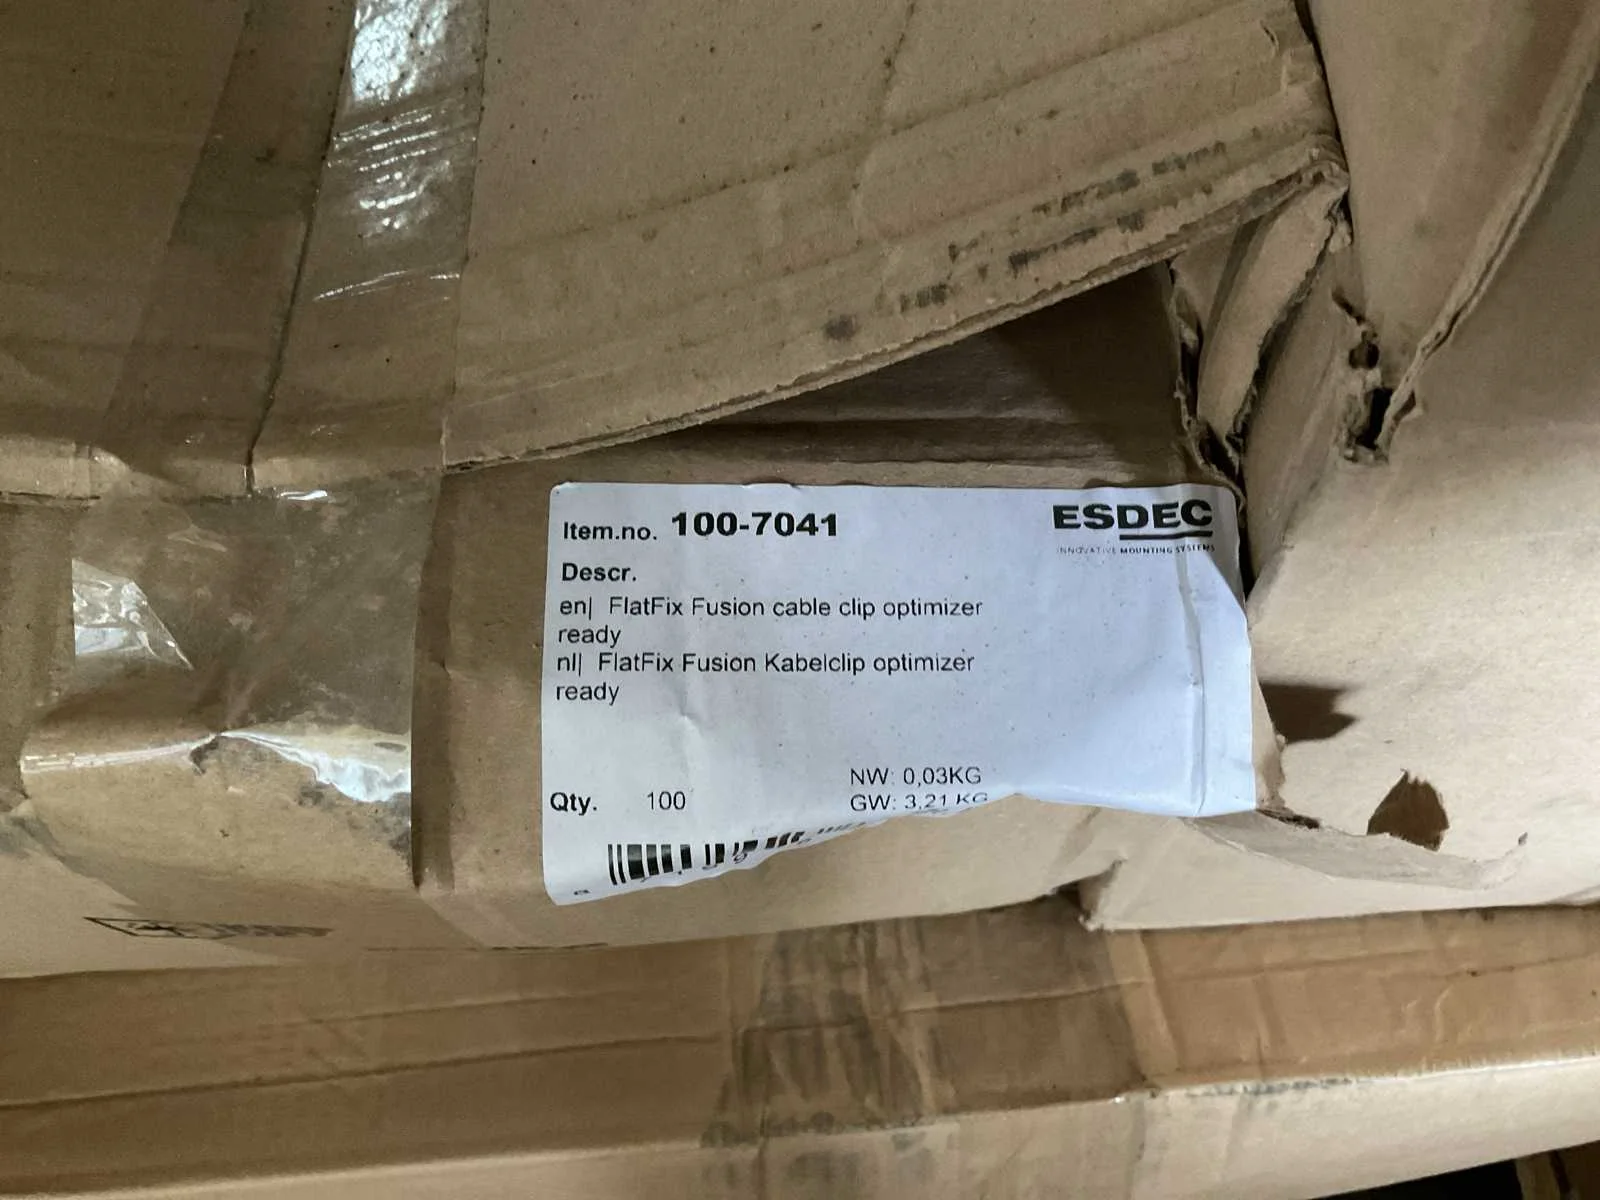 Item.no. 100-7041
ESDEC
INNOVATIVE MOUNTING SYSTEMS
Descr.
en| FlatFix Fusion cable clip optimizer
ready
nl| FlatFix Fusion Kabelclip optimizer
ready
NW: 0,03KG
Qty. 100
GW: 3,21 KG